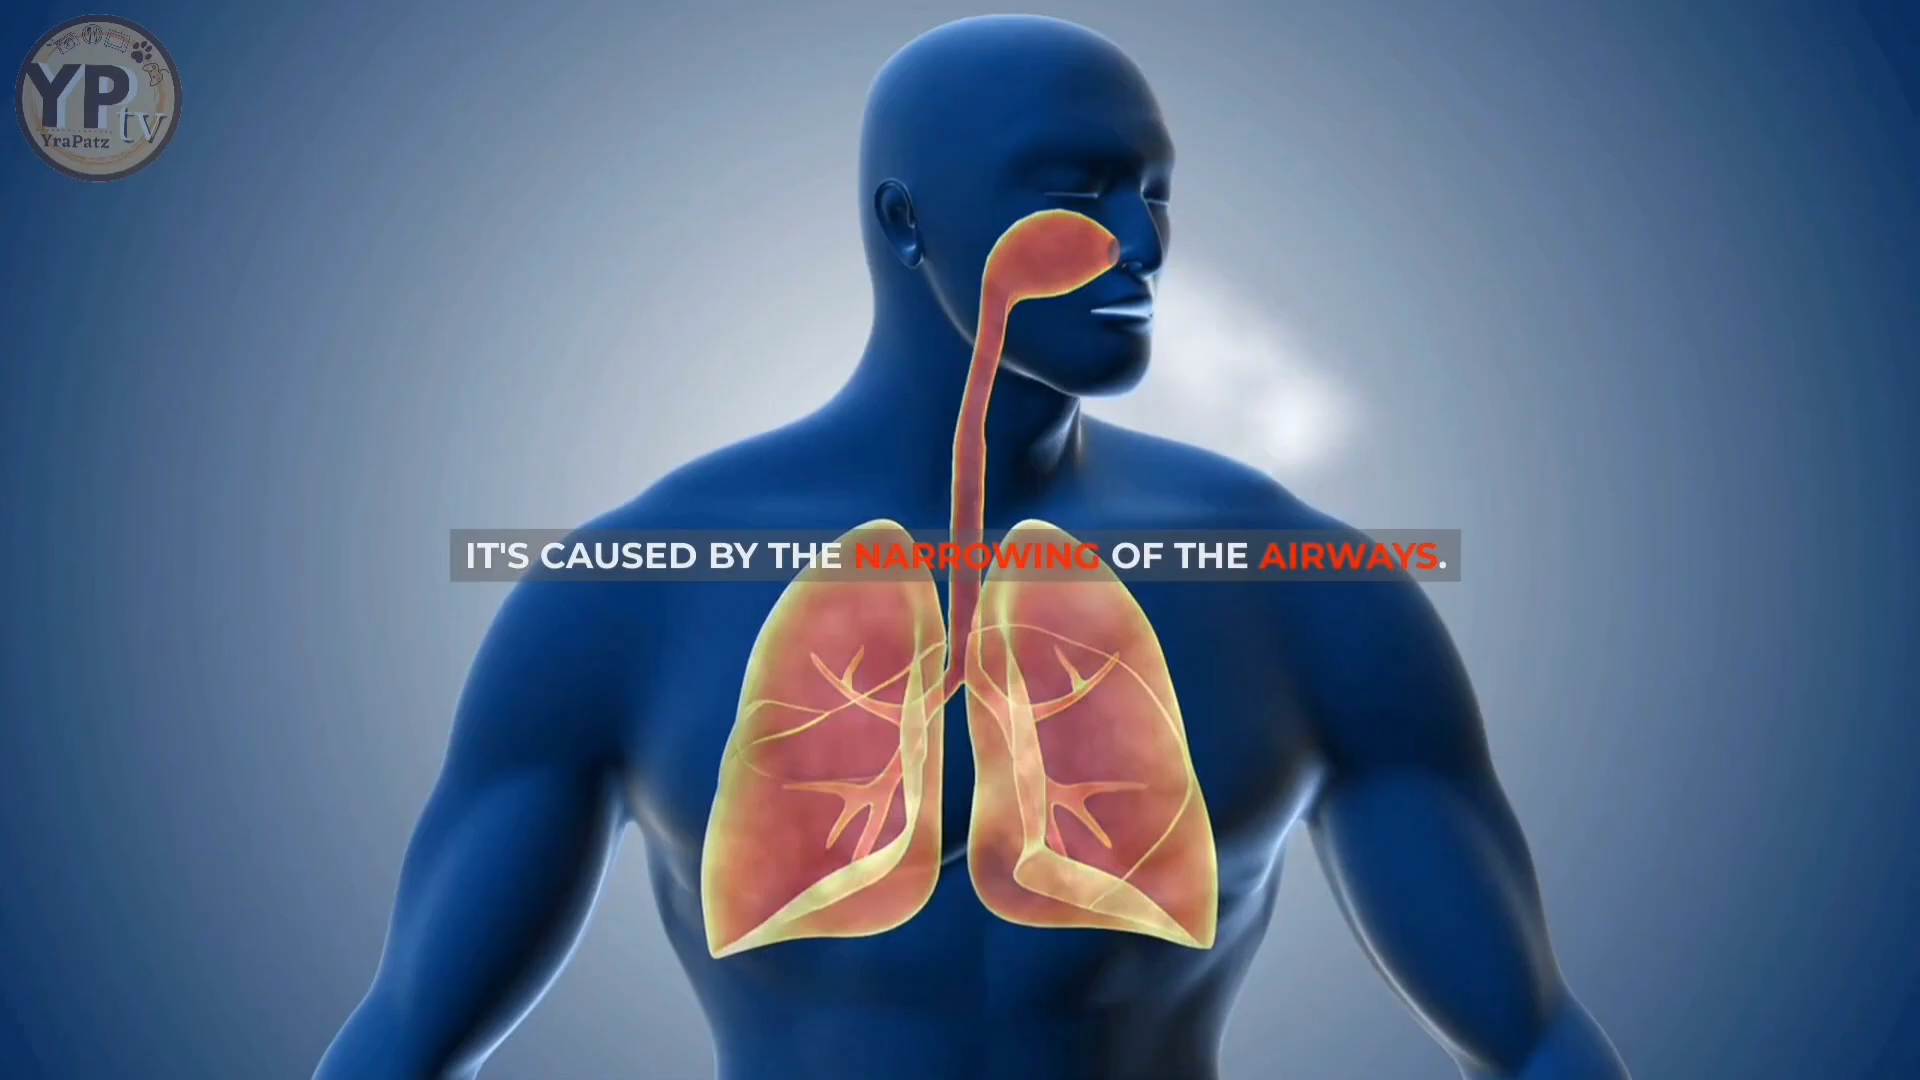 YP
tv
YraPatz
IT'S CAUSED BY THE NARROWING OF THE AIRWAYS.